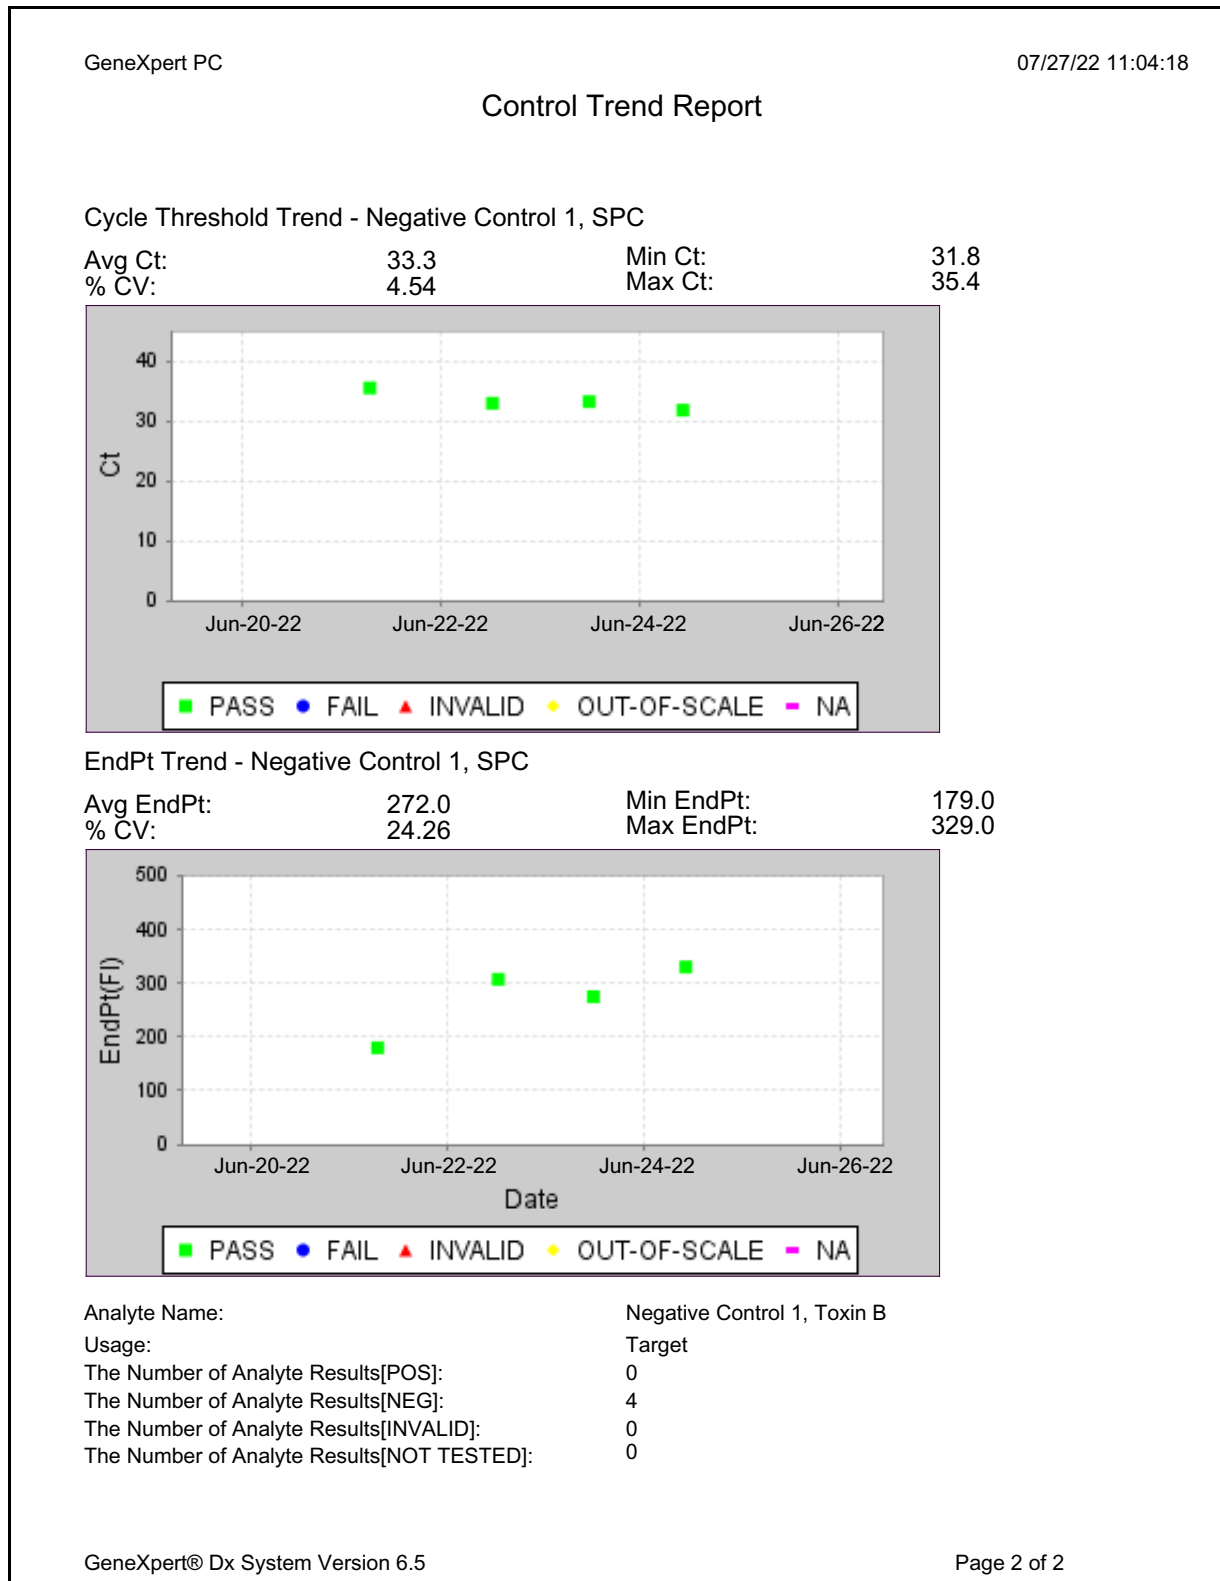 GeneXpert PC 07/27/22 11:04:18
Control Trend Report
Cycle Threshold Trend - Negative Control 1, SPC
Avg Ct: 33.3 Min Ct: 31.8
% CV: 4.54 Max Ct: 35.4
40
30
20
10
0
Ct
Jun-20-22 Jun-22-22 Jun-24-22 Jun-26-22
PASS FAIL INVALID OUT-OF-SCALE NA
EndPt Trend - Negative Control 1, SPC
Avg EndPt: 272.0 Min EndPt: 179.0
% CV: 24.26 Max EndPt: 329.0
500
400
300
200
100
0
EndPt(Fl)
Jun-20-22 Jun-22-22 Jun-24-22 Jun-26-22
Date
PASS FAIL INVALID OUT-OF-SCALE NA
Analyte Name: Negative Control 1, Toxin B
Usage: Target
The Number of Analyte Results[POS]: 0
The Number of Analyte Results[NEG]: 4
The Number of Analyte Results[INVALID]: 0
The Number of Analyte Results[NOT TESTED]: 0
GeneXpert® Dx System Version 6.5 Page 2 of 2